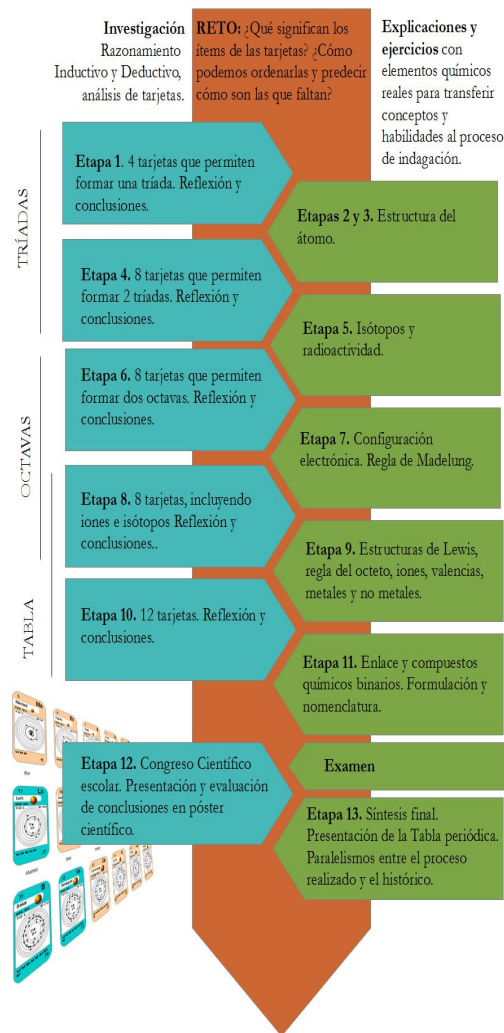 Investigación
Razonamiento
Inductivo y Deductivo,
análisis de tarjetas.
RETO: ¿Qué significan los
ítems de las tarjetas? ¿Cómo
podemos ordenarlas y predecir
cómo son las que faltan?
Explicaciones y
ejercicios con
elementos químicos
reales para transferir
conceptos y
habilidades al proceso
de indagación.
TRÍADAS
Etapa 1. 4 tarjetas que permiten
formar una tríada. Reflexión y
conclusiones.
Etapas 2 y 3. Estructura del
átomo.
Etapa 4. 8 tarjetas que permiten
formar 2 tríadas. Reflexión y
conclusiones.
Etapa 5. Isótopos y
radioactividad.
OCTAVAS
Etapa 6. 8 tarjetas que permiten
formar dos octavas. Reflexión y
conclusiones.
Etapa 7. Configuración
electrónica. Regla de Madelung.
Etapa 8. 8 tarjetas, incluyendo
iones e isótopos Reflexión y
conclusiones..
Etapa 9. Estructuras de Lewis,
regla del octeto, iones, valencias,
metales y no metales.
TABLA
Etapa 10. 12 tarjetas. Reflexión y
conclusiones.
Etapa 11. Enlace y compuestos
químicos binarios. Formulación y
nomenclatura.
Etapa 12. Congreso Científico
escolar. Presentación y evaluación
de conclusiones en póster
científico.
Examen
Etapa 13. Síntesis final.
Presentación de la Tabla periódica.
Paralelismos entre el proceso
realizado y el histórico.